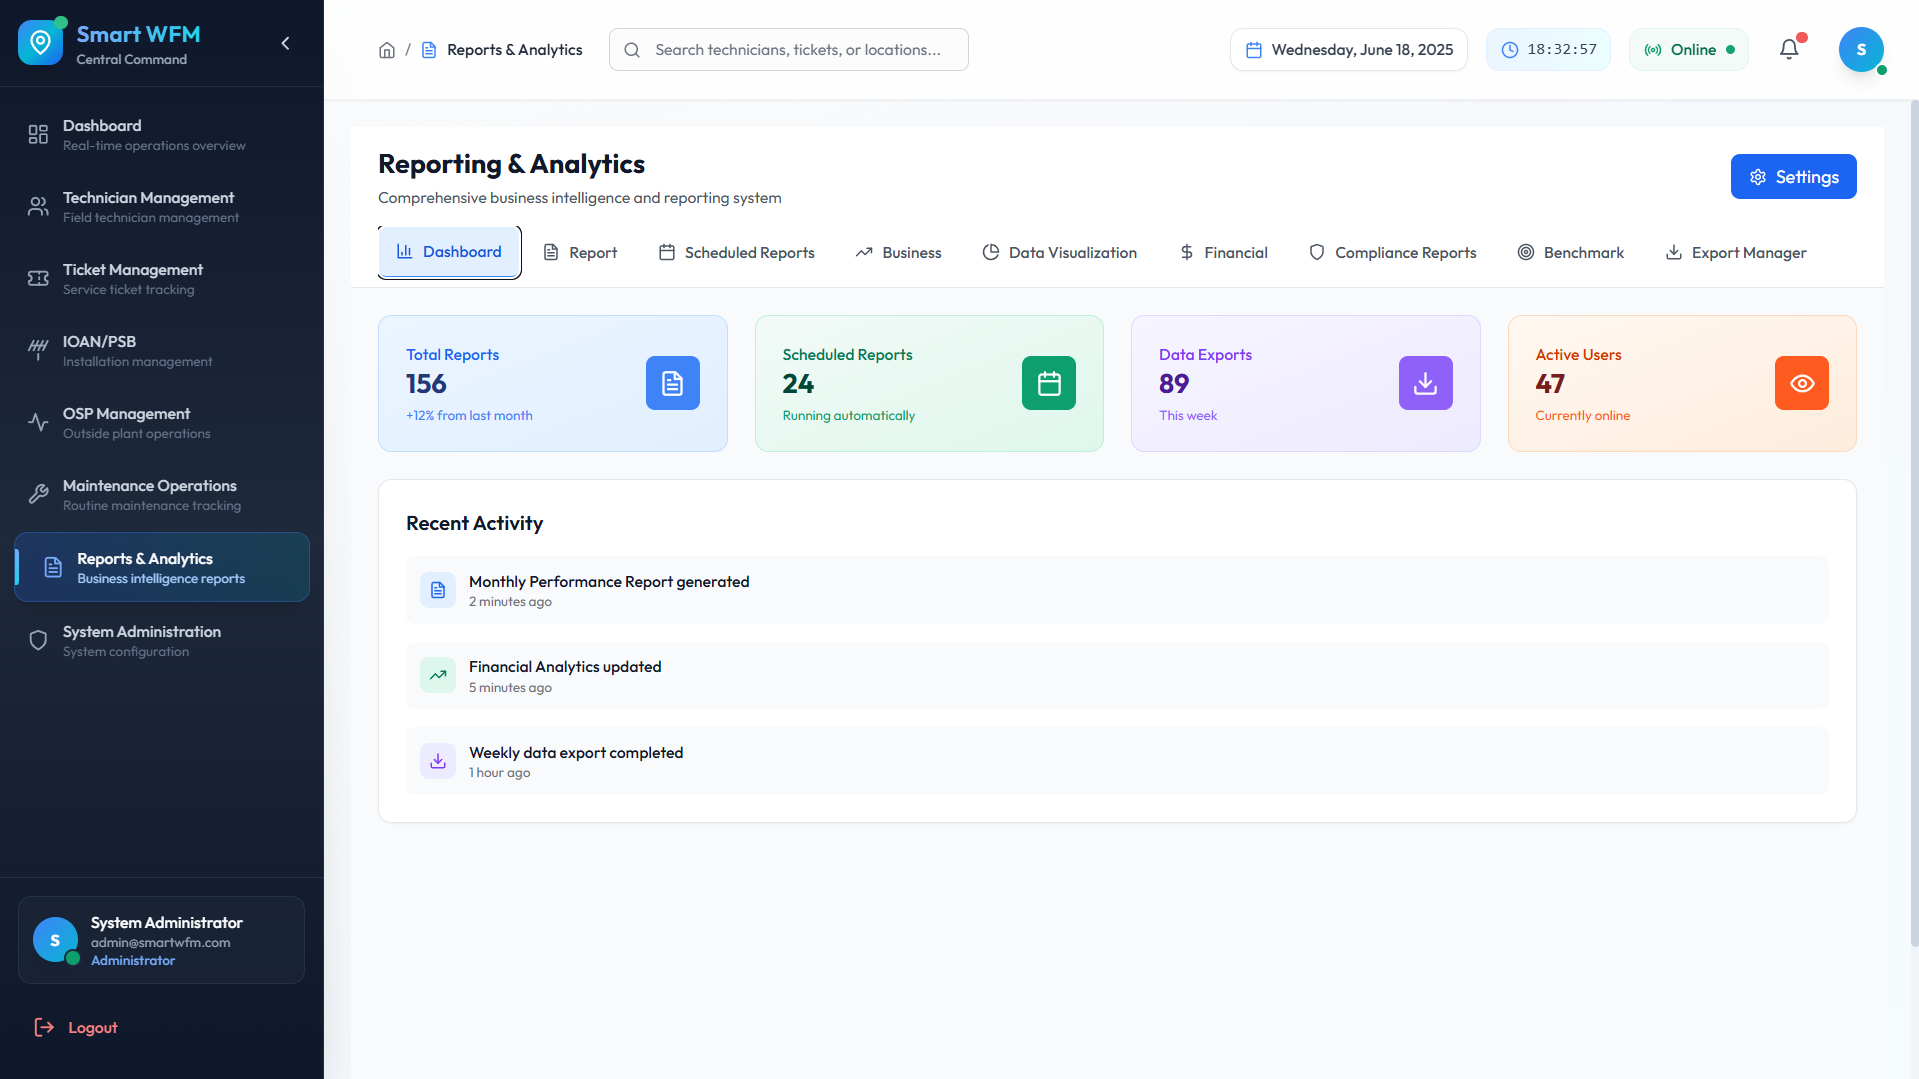 Smart WFM
Central Command
Dashboard
Real-time operations overview
Technician Management
Field technician management
Ticket Management
Service ticket tracking
IOAN/PSB
Installation management
OSP Management
Outside plant operations
Maintenance Operations
Routine maintenance tracking
Reports & Analytics
Business intelligence reports
System Administration
System configuration
S
System Administrator
admin@smartwfm.com
Administrator
Logout
/ Reports & Analytics
Search technicians, tickets, or locations...
Wednesday, June 18, 2025
18:32:57
Online
S
Reporting & Analytics
Comprehensive business intelligence and reporting system
Settings
Dashboard
Report
Scheduled Reports
Business
Data Visualization
Financial
Compliance Reports
Benchmark
Export Manager
Total Reports
156
+12% from last month
Scheduled Reports
24
Running automatically
Data Exports
89
This week
Active Users
47
Currently online
Recent Activity
Monthly Performance Report generated
2 minutes ago
Financial Analytics updated
5 minutes ago
Weekly data export completed
1 hour ago